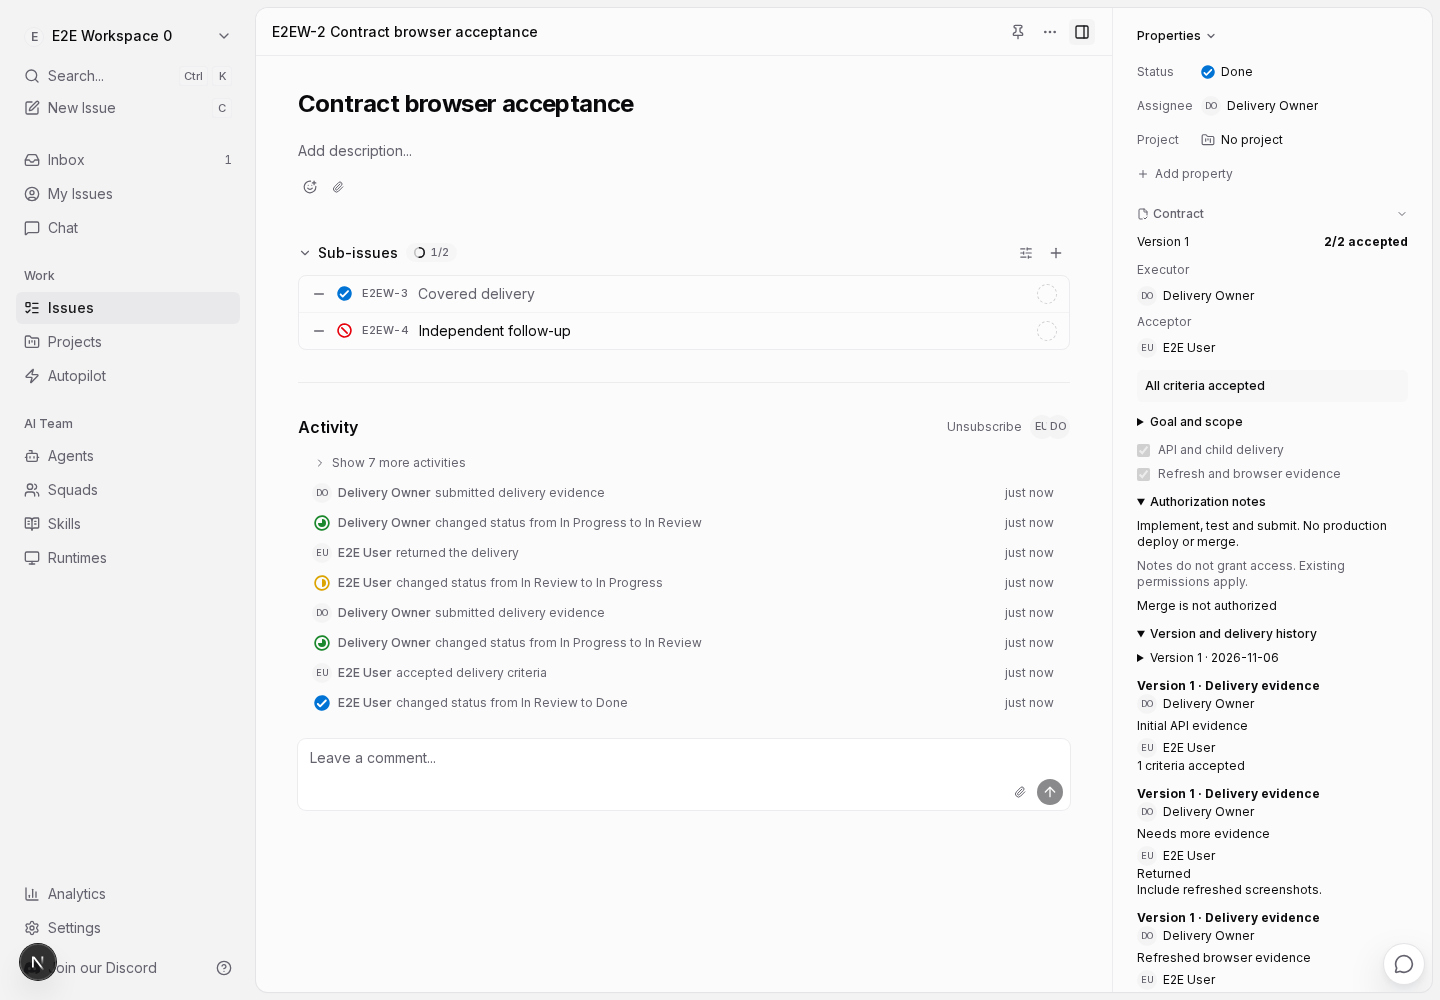 E
E2E Workspace 0
Search...
Ctrl
K
New Issue
C
Inbox
1
My Issues
Chat
Work
Issues
Projects
Autopilot
AI Team
Agents
Squads
Skills
Runtimes
Analytics
Settings
N
Join our Discord
E2EW-2 Contract browser acceptance
Contract browser acceptance
Add description...
Sub-issues
1/2
E2EW-3
Covered delivery
E2EW-4
Independent follow-up
Activity
Unsubscribe
EU
DO
Show 7 more activities
DO
Delivery Owner submitted delivery evidence
just now
Delivery Owner changed status from In Progress to In Review
just now
EU
E2E User returned the delivery
just now
E2E User changed status from In Review to In Progress
just now
DO
Delivery Owner submitted delivery evidence
just now
Delivery Owner changed status from In Progress to In Review
just now
EU
E2E User accepted delivery criteria
just now
E2E User changed status from In Review to Done
just now
Leave a comment...
Properties
Status
Done
Assignee
DO
Delivery Owner
Project
No project
Add property
Contract
Version 1
2/2 accepted
Executor
DO
Delivery Owner
Acceptor
EU
E2E User
All criteria accepted
Goal and scope
API and child delivery
Refresh and browser evidence
Authorization notes
Implement, test and submit. No production
deploy or merge.
Notes do not grant access. Existing
permissions apply.
Merge is not authorized
Version and delivery history
Version 1 · 2026-11-06
Version 1 · Delivery evidence
DO
Delivery Owner
Initial API evidence
EU
E2E User
1 criteria accepted
Version 1 · Delivery evidence
DO
Delivery Owner
Needs more evidence
EU
E2E User
Returned
Include refreshed screenshots.
Version 1 · Delivery evidence
DO
Delivery Owner
Refreshed browser evidence
EU
E2E User